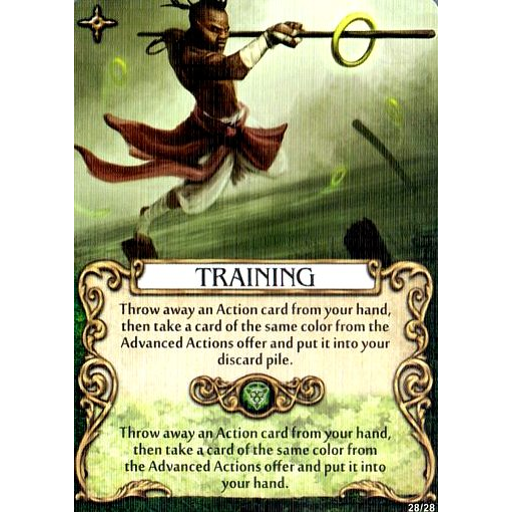 TRAINING
Throw away an Action card from your hand,
then take a card of the same color from the
Advanced Actions offer and put it into your
discard pile.
Throw away an Action card from your hand,
then take a card of the same color from
the Advanced Actions offer and put it into
your hand.
28/28